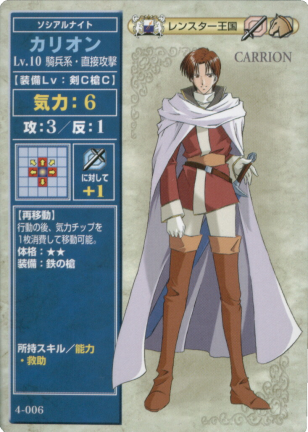 ソシアルナイト
カリオン
Lv.10 騎兵系・直接攻撃
【装備Lv：剣C槍C】
気力：6
攻：3／反：1
に対して
+1
【再移動】
行動の後、気力チップを
1枚消費して移動可能。
体格：★★
装備：鉄の槍
所持スキル／能力
・救助
4-006
レンスター王国
CARRION